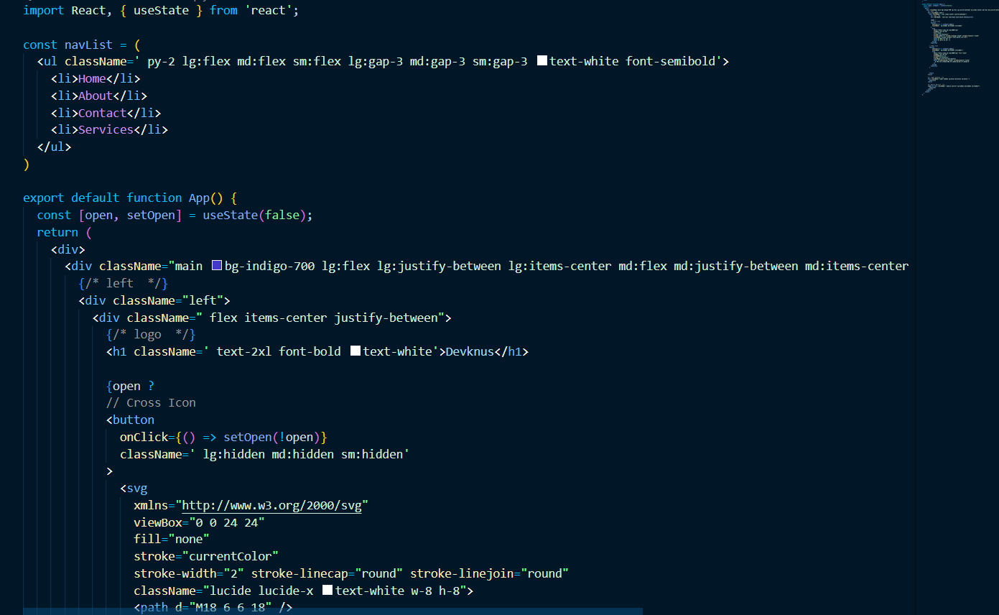 import React, { useState } from 'react';
const navList = (
<ul className=' py-2 lg:flex md:flex sm:flex lg:gap-3 md:gap-3 sm:gap-3 text-white font-semibold'>
<li>Home</li>
<li>About</li>
<li>Contact</li>
<li>Services</li>
</ul>
)
export default function App() {
const [open, setOpen] = useState(false);
return (
<div>
<div className="main bg-indigo-700 lg:flex lg:justify-between lg:items-center md:flex md:justify-between md:items-center
{/* left  */}
<div className="left">
<div className=" flex items-center justify-between">
{/* logo  */}
<h1 className=' text-2xl font-bold text-white'>Devknus</h1>
{open ?
// Cross Icon
<button
onClick={() => setOpen(!open)}
className=' lg:hidden md:hidden sm:hidden'
>
<svg
xmlns="http://www.w3.org/2000/svg"
viewBox="0 0 24 24"
fill="none"
stroke="currentColor"
stroke-width="2" stroke-linecap="round" stroke-linejoin="round"
className="lucide lucide-x text-white w-8 h-8">
<path d="M18 6 6 18" />